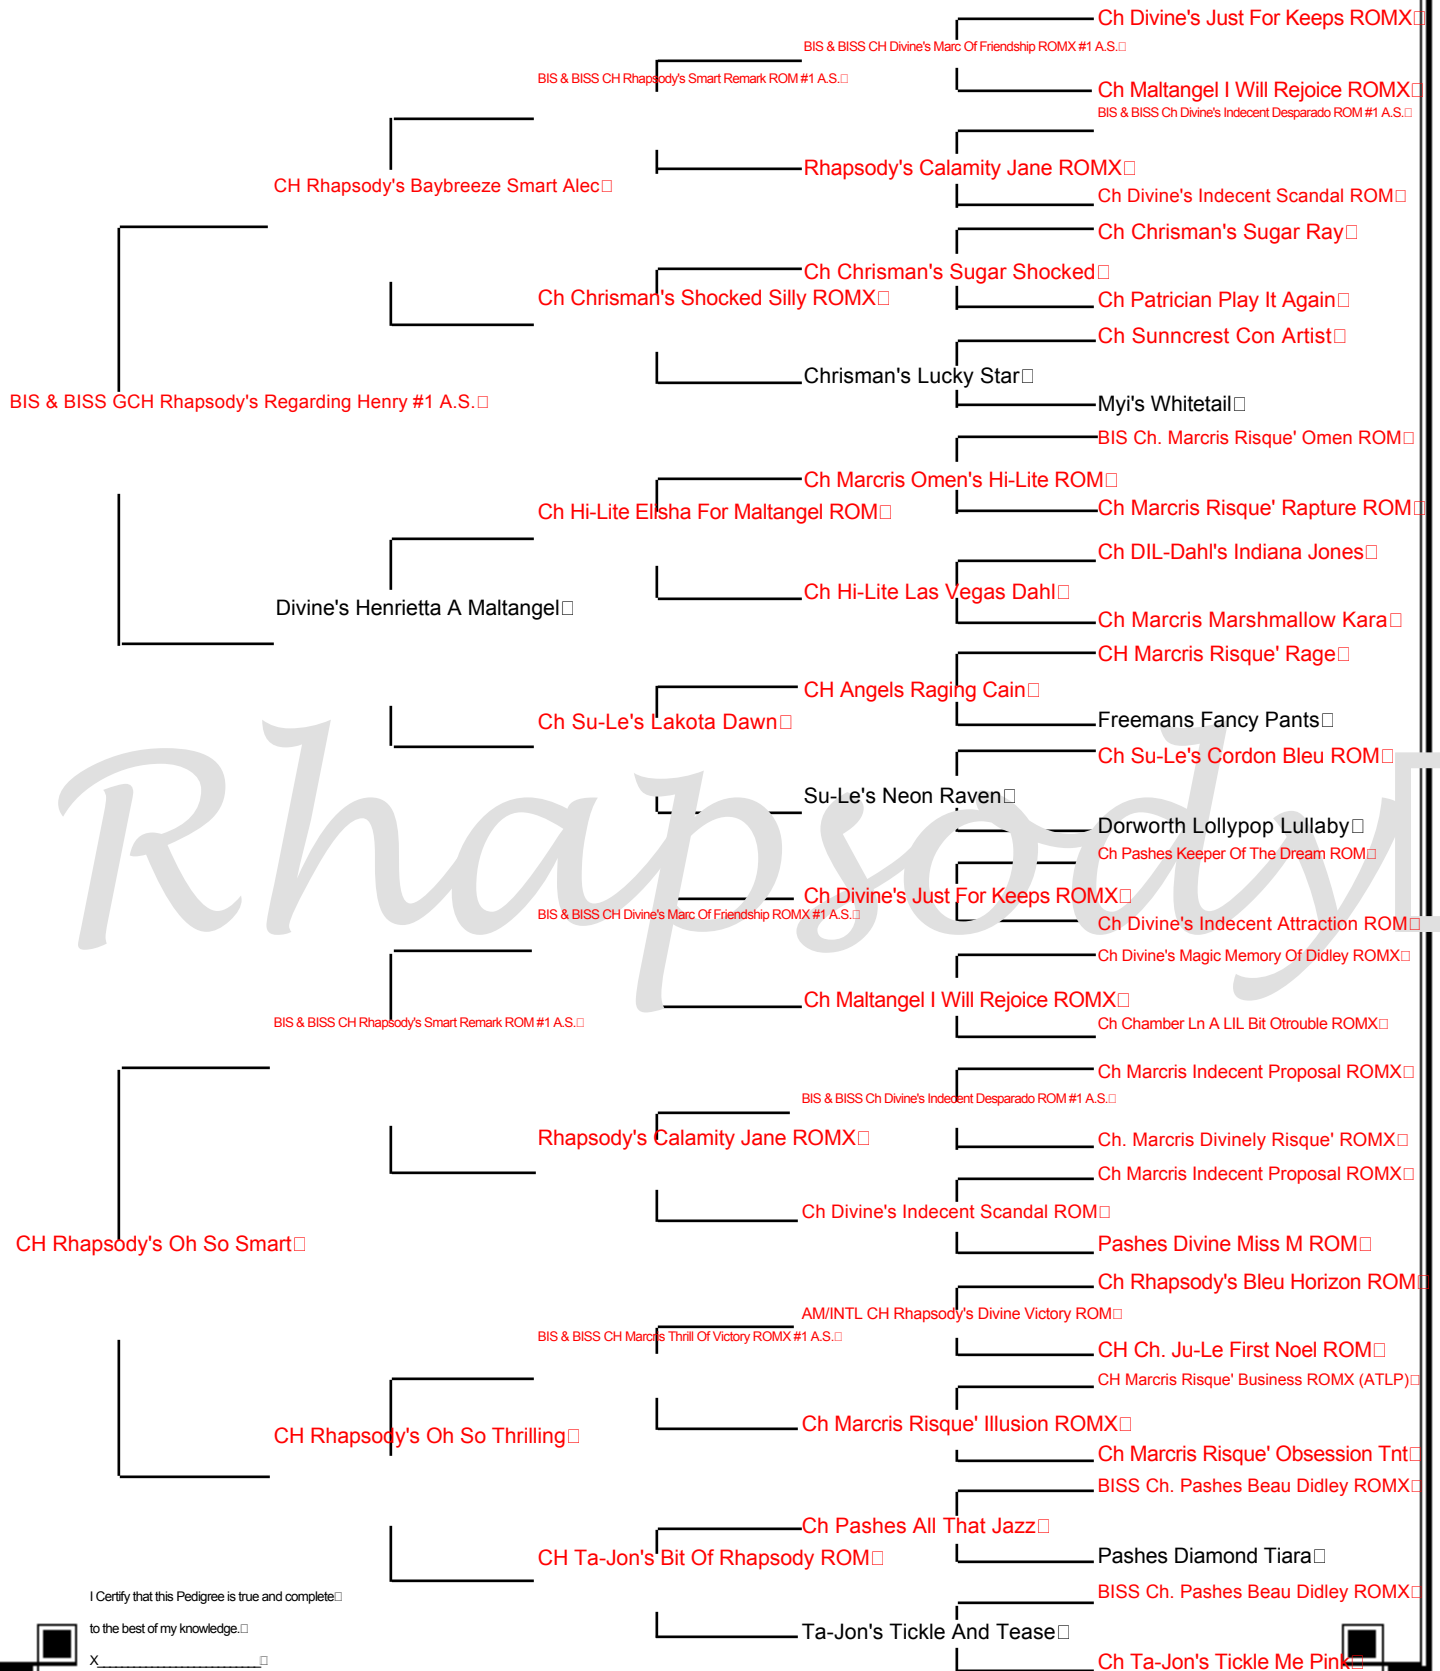 Ch Divine's Just For Keeps ROMX
BIS & BISS CH Divine's Marc Of Friendship ROMX #1 A.S.
BIS & BISS CH Rhapsody's Smart Remark ROM #1 A.S.
Ch Maltangel I Will Rejoice ROMX
BIS & BISS Ch Divine's Indecent Desparado ROM #1 A.S.
Rhapsody's Calamity Jane ROMX
CH Rhapsody's Baybreeze Smart Alec
Ch Divine's Indecent Scandal ROM
Ch Chrisman's Sugar Ray
Ch Chrisman's Sugar Shocked
Ch Chrisman's Shocked Silly ROMX
Ch Patrician Play It Again
Ch Sunncrest Con Artist
Chrisman's Lucky Star
BIS & BISS GCH Rhapsody's Regarding Henry #1 A.S.
Myi's Whitetail
BIS Ch. Marcris Risque' Omen ROM
Ch Marcris Omen's Hi-Lite ROM
Ch Hi-Lite Elisha For Maltangel ROM
Ch Marcris Risque' Rapture ROM
Ch DIL-Dahl's Indiana Jones
Ch Hi-Lite Las Vegas Dahl
Divine's Henrietta A Maltangel
Ch Marcris Marshmallow Kara
CH Marcris Risque' Rage
CH Angels Raging Cain
Ch Su-Le's Lakota Dawn
Freemans Fancy Pants
Ch Su-Le's Cordon Bleu ROM
Su-Le's Neon Raven
Dorworth Lollypop Lullaby
Rhapsody
Ch Pashes Keeper Of The Dream ROM
Ch Divine's Just For Keeps ROMX
BIS & BISS CH Divine's Marc Of Friendship ROMX #1 A.S.
Ch Divine's Indecent Attraction ROM
Ch Divine's Magic Memory Of Didley ROMX
Ch Maltangel I Will Rejoice ROMX
BIS & BISS CH Rhapsody's Smart Remark ROM #1 A.S.
Ch Chamber Ln A LIL Bit Otrouble ROMX
Ch Marcris Indecent Proposal ROMX
BIS & BISS Ch Divine's Indecent Desparado ROM #1 A.S.
Rhapsody's Calamity Jane ROMX
Ch. Marcris Divinely Risque' ROMX
Ch Marcris Indecent Proposal ROMX
Ch Divine's Indecent Scandal ROM
CH Rhapsody's Oh So Smart
Pashes Divine Miss M ROM
Ch Rhapsody's Bleu Horizon ROM
AM/INTL CH Rhapsody's Divine Victory ROM
BIS & BISS CH Marcris Thrill Of Victory ROMX #1 A.S.
CH Ch. Ju-Le First Noel ROM
CH Marcris Risque' Business ROMX (ATLP)
Ch Marcris Risque' Illusion ROMX
CH Rhapsody's Oh So Thrilling
Ch Marcris Risque' Obsession Tnt
BISS Ch. Pashes Beau Didley ROMX
Ch Pashes All That Jazz
CH Ta-Jon's Bit Of Rhapsody ROM
Pashes Diamond Tiara
BISS Ch. Pashes Beau Didley ROMX
Ta-Jon's Tickle And Tease
Ch Ta-Jon's Tickle Me Pink
I Certify that this Pedigree is true and complete
to the best of my knowledge.
X__________________________